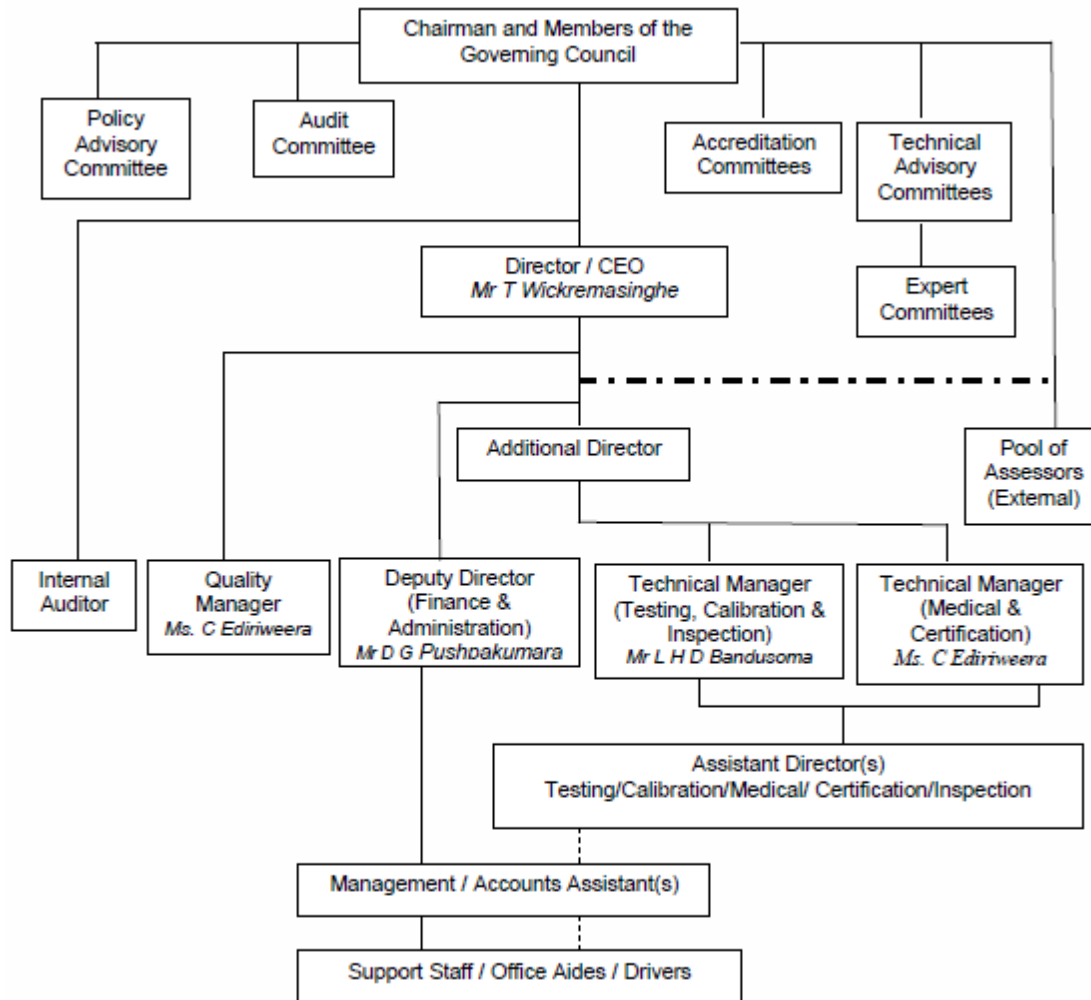 Chairman and Members of the
Governing Council
Policy
Advisory
Committee
Audit
Committee
Accreditation
Committees
Technical
Advisory
Committees
Director / CEO
Mr T Wickremasinghe
Expert
Committees
Additional Director
Pool of
Assessors
(External)
Internal
Auditor
Quality
Manager
Ms. C Ediriweera
Deputy Director
(Finance &
Administration)
Mr D G Pushpakumara
Technical Manager
(Testing, Calibration &
Inspection)
Mr L H D Bandusoma
Technical Manager
(Medical &
Certification)
Ms. C Ediriweera
Assistant Director(s)
Testing/Calibration/Medical/ Certification/Inspection
Management / Accounts Assistant(s)
Support Staff / Office Aides / Drivers